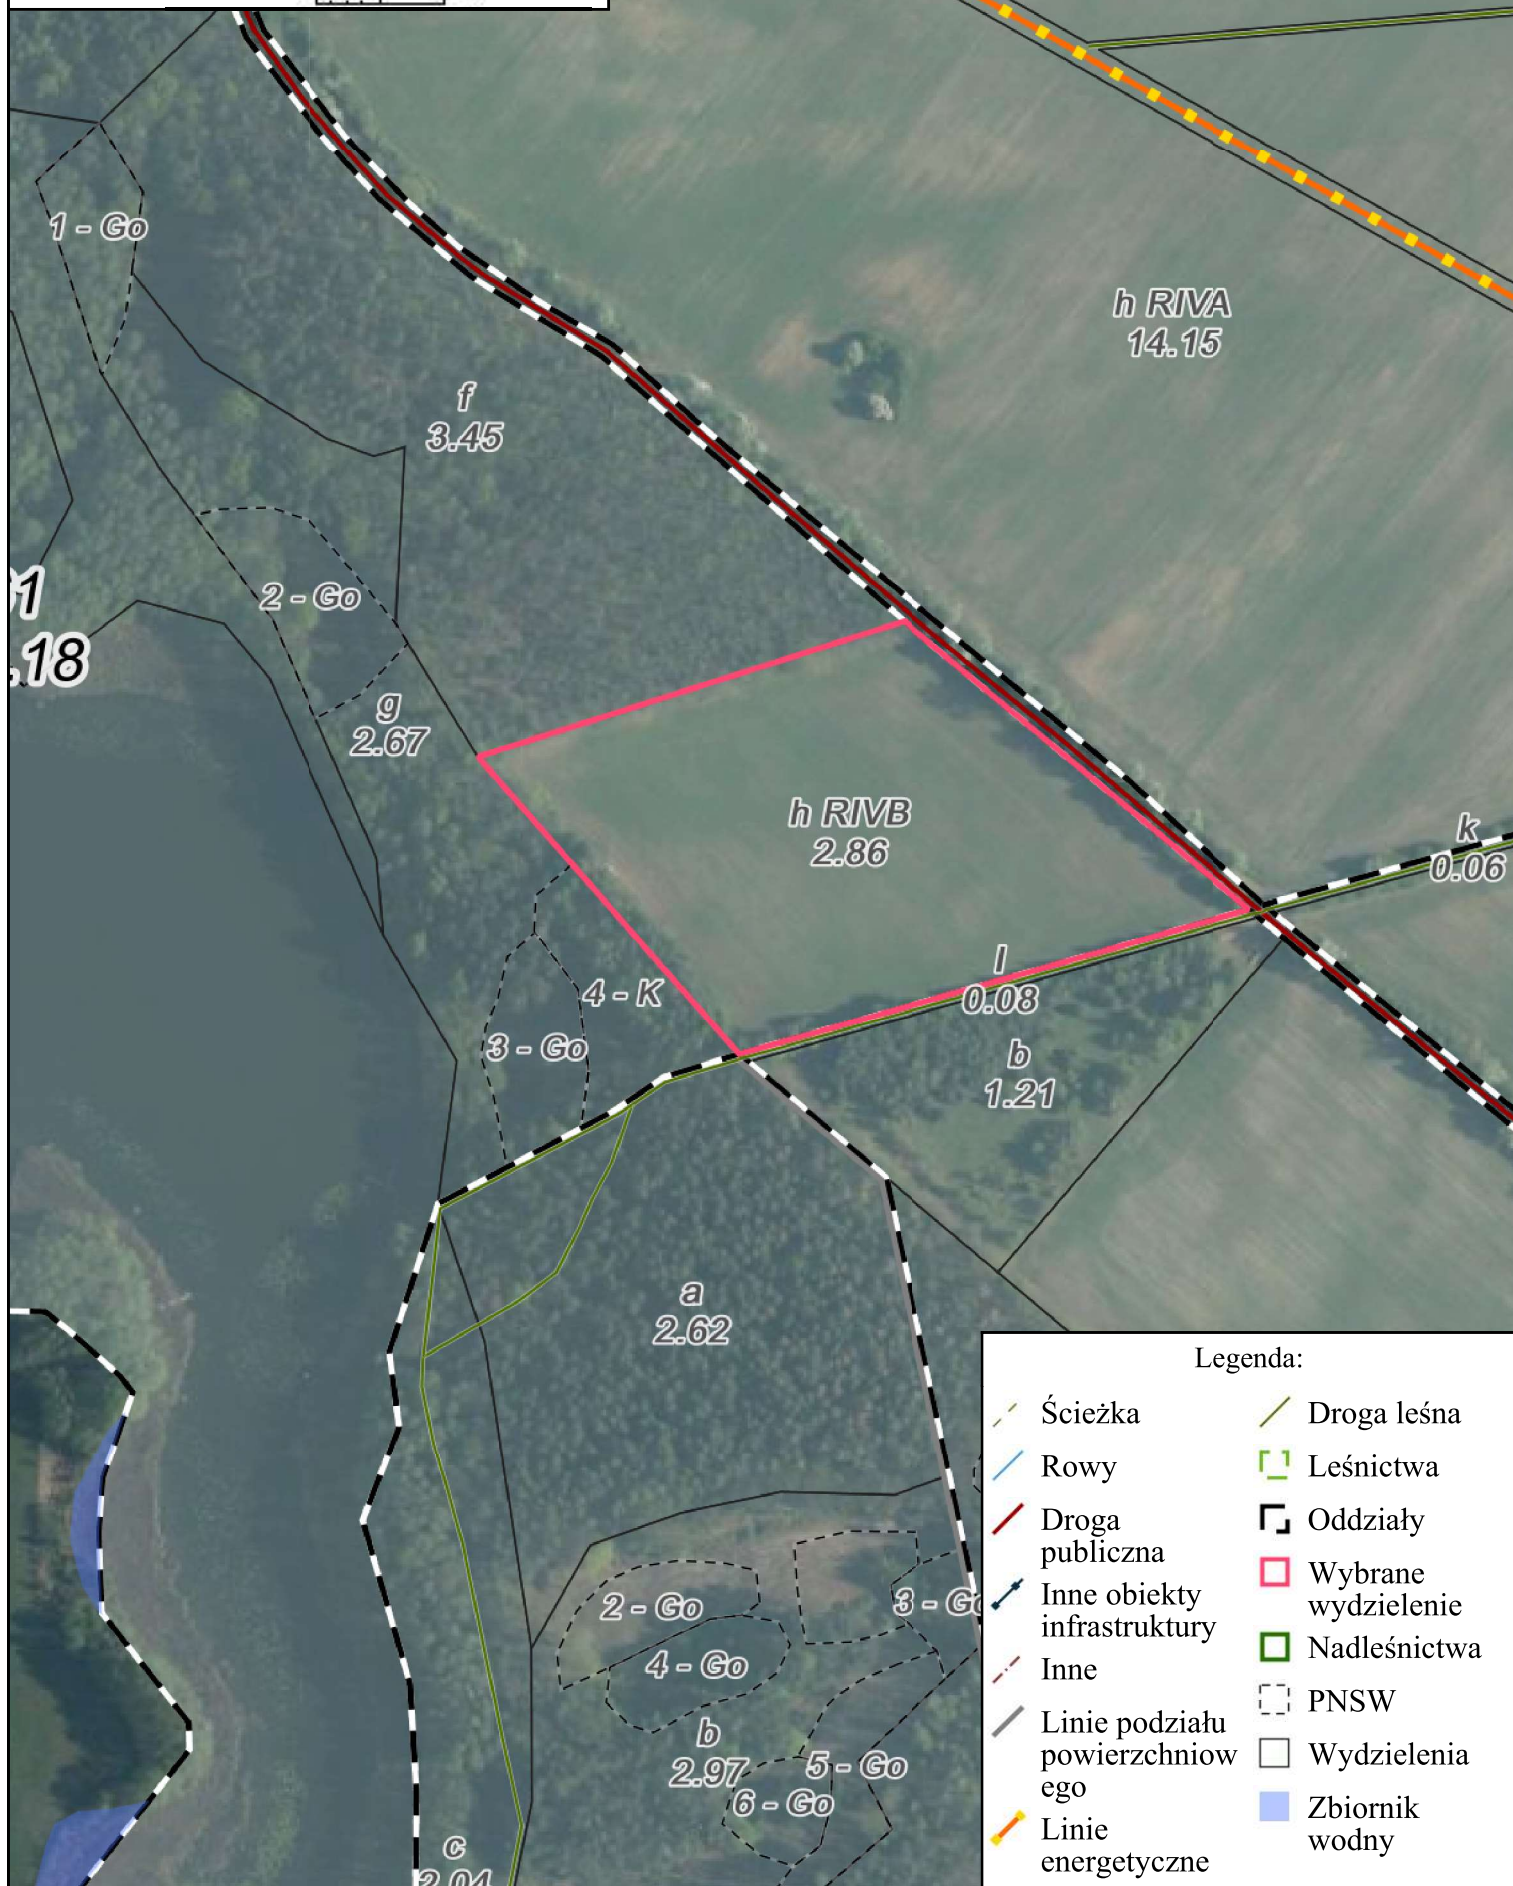 1 - Go
h RIVA
14.15
f
3.45
2 - Go
1
.18
g
2.67
h RIVB
2.86
k
0.06
4 - K
l
0.08
3 - Go
b
1.21
a
2.62
2 - Go
3 - Go
4 - Go
b
2.97
5 - Go
6 - Go
c
2.04
Legenda:
Ścieżka
Rowy
Droga
publiczna
Inne obiekty
infrastruktury
Inne
Linie podziału
powierzchniow
ego
Linie
energetyczne
Droga leśna
Leśnictwa
Oddziały
Wybrane
wydzielenie
Nadleśnictwa
PNSW
Wydzielenia
Zbiornik
wodny